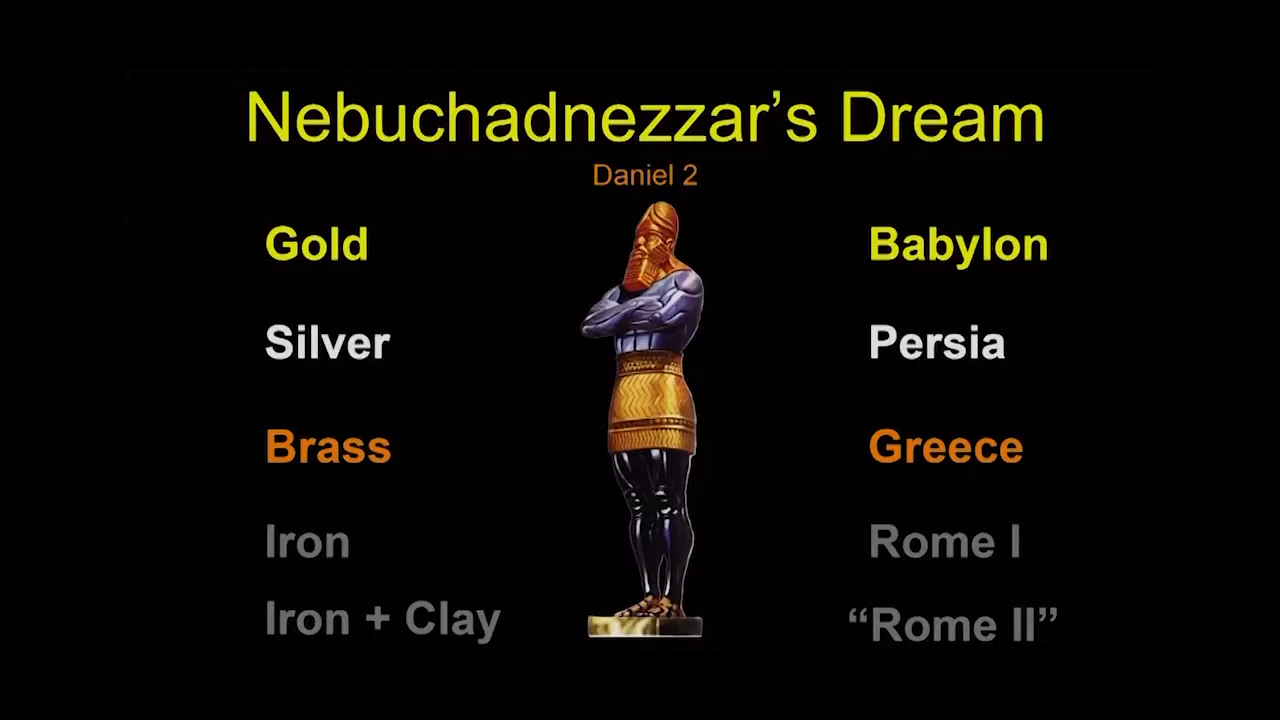 Nebuchadnezzar’s Dream
Daniel 2
Gold Babylon
Silver Persia
Brass Greece
Iron Rome I
Iron + Clay “Rome II”